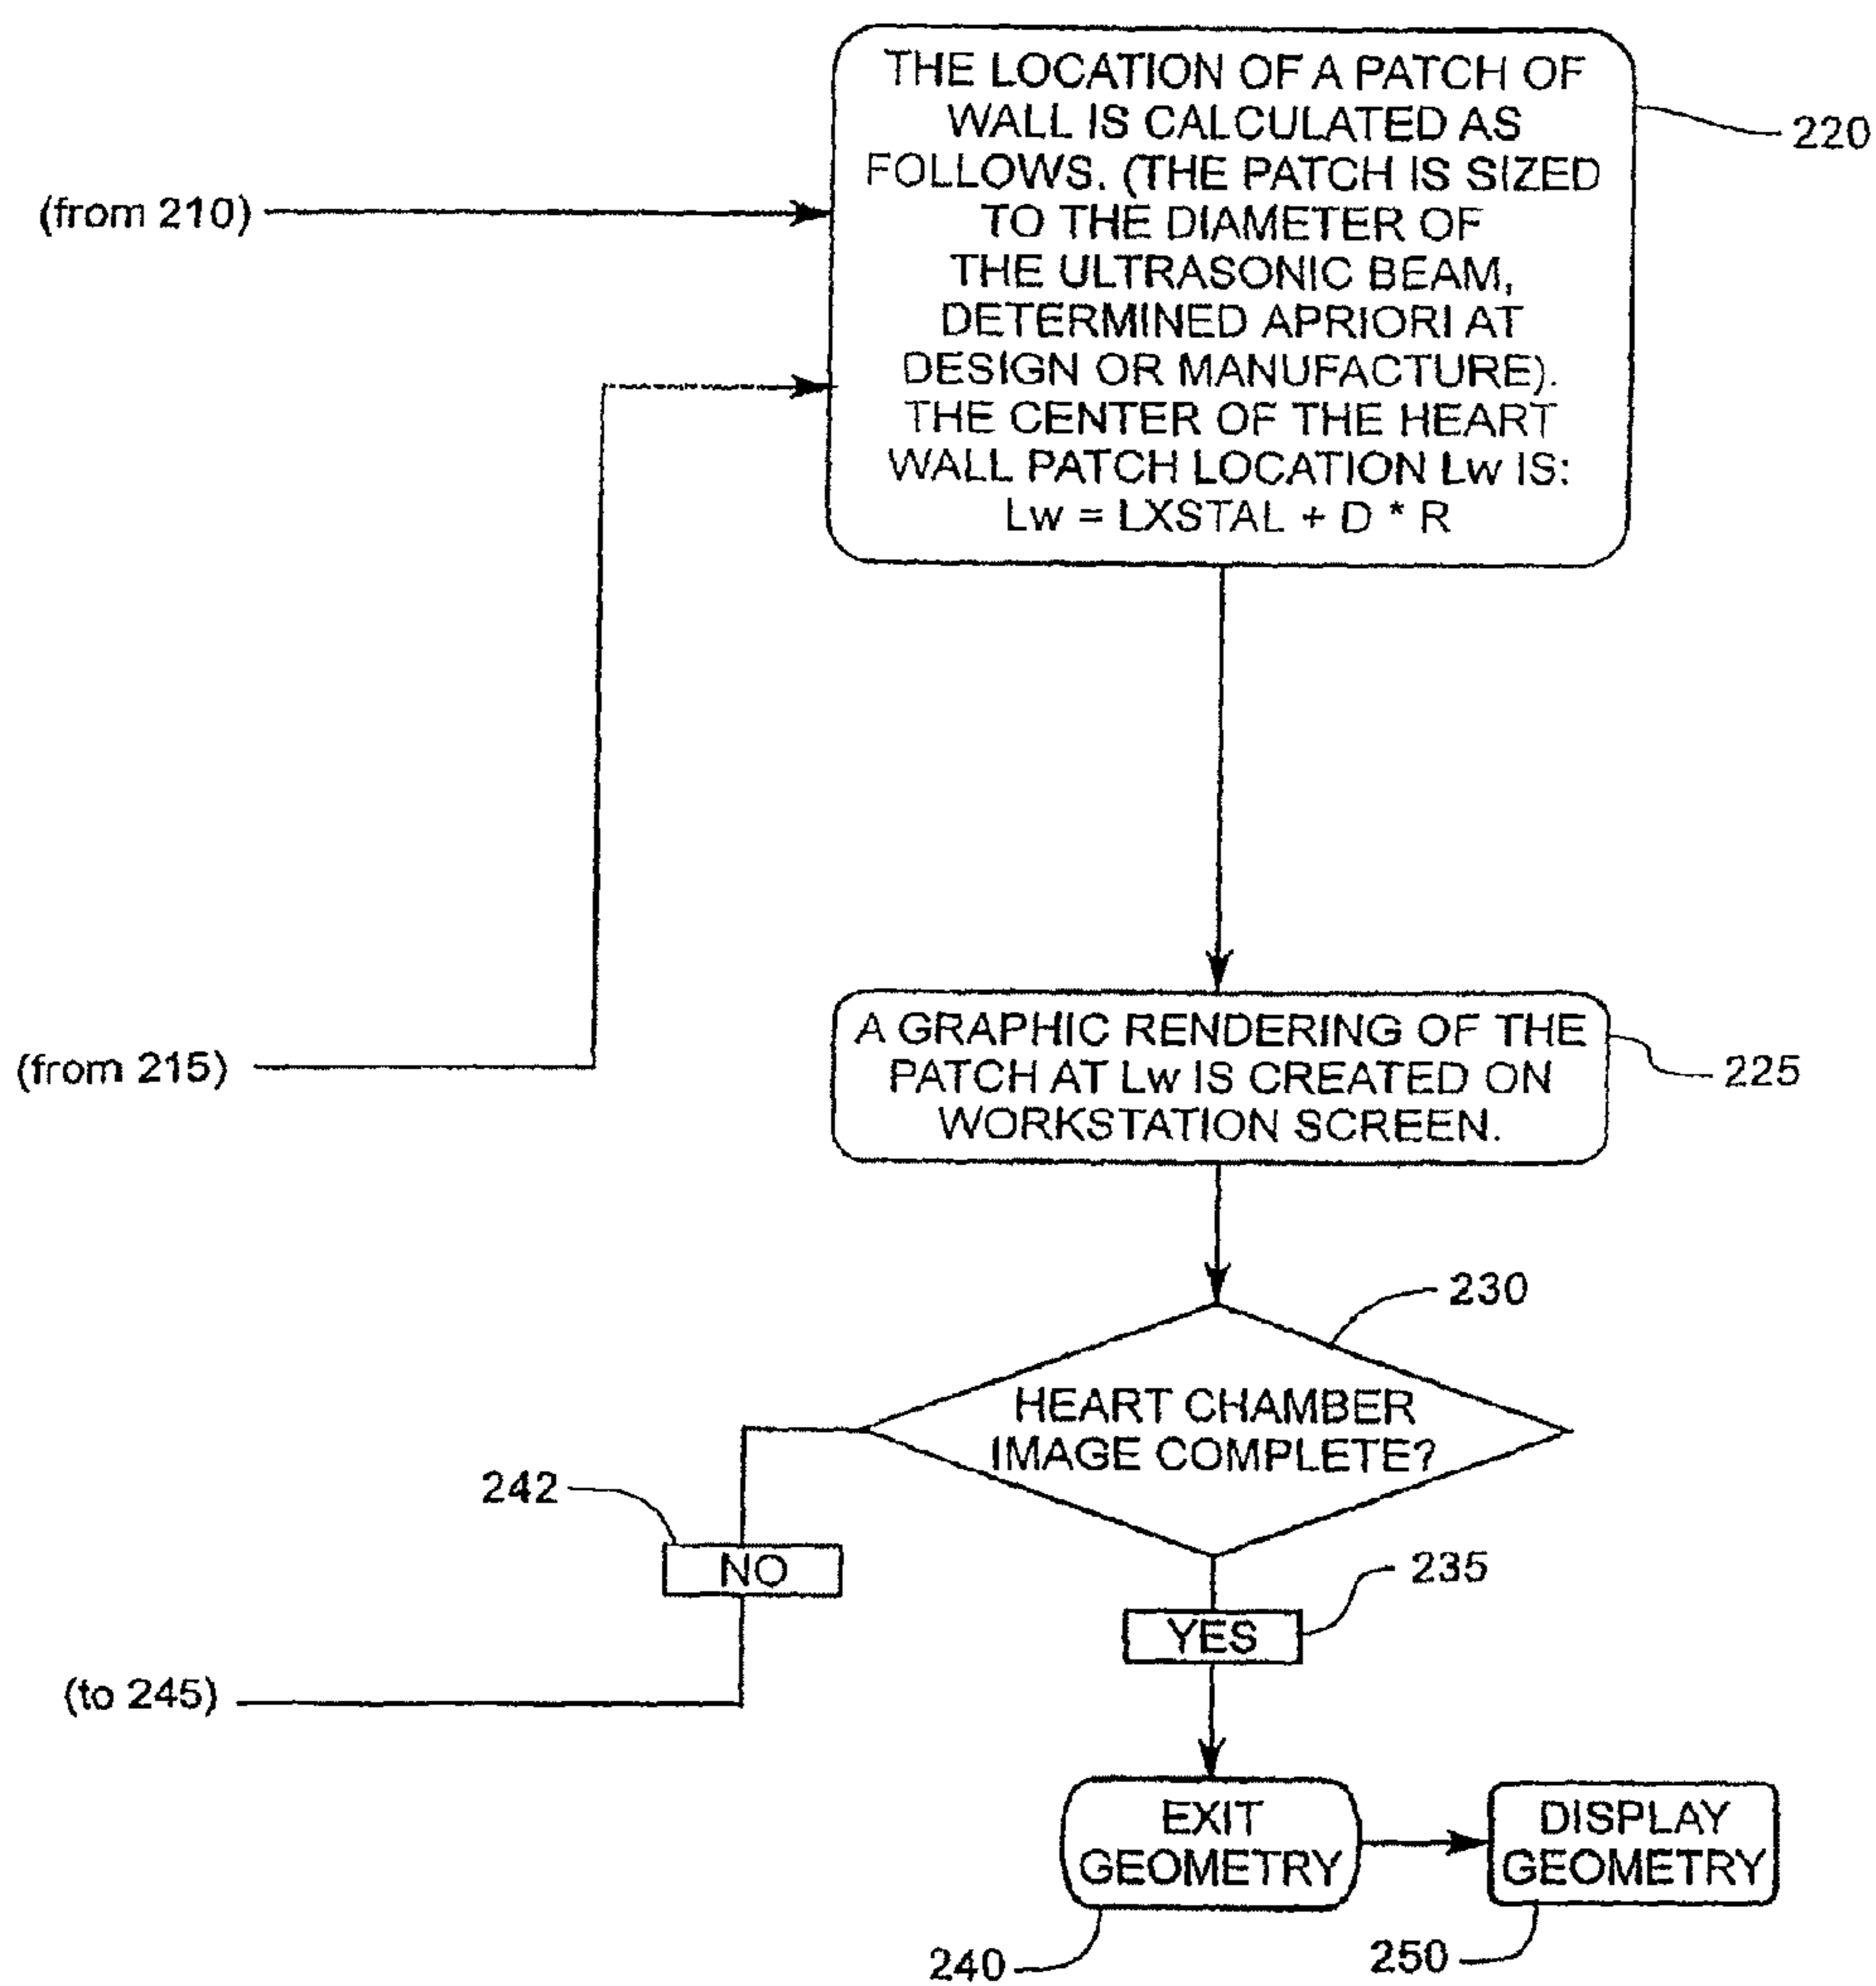 THE LOCATION OF A PATCH OF
WALL IS CALCULATED AS
FOLLOWS. (THE PATCH IS SIZED
TO THE DIAMETER OF
THE ULTRASONIC BEAM,
DETERMINED APRIORI AT
DESIGN OR MANUFACTURE).
THE CENTER OF THE HEART
WALL PATCH LOCATION Lw IS:
Lw = LXSTAL + D * R
220
(from 210)
(from 215)
A GRAPHIC RENDERING OF THE
PATCH AT Lw IS CREATED ON
WORKSTATION SCREEN.
225
230
HEART CHAMBER
IMAGE COMPLETE?
242
NO
235
YES
(to 245)
EXIT
GEOMETRY
DISPLAY
GEOMETRY
240
250